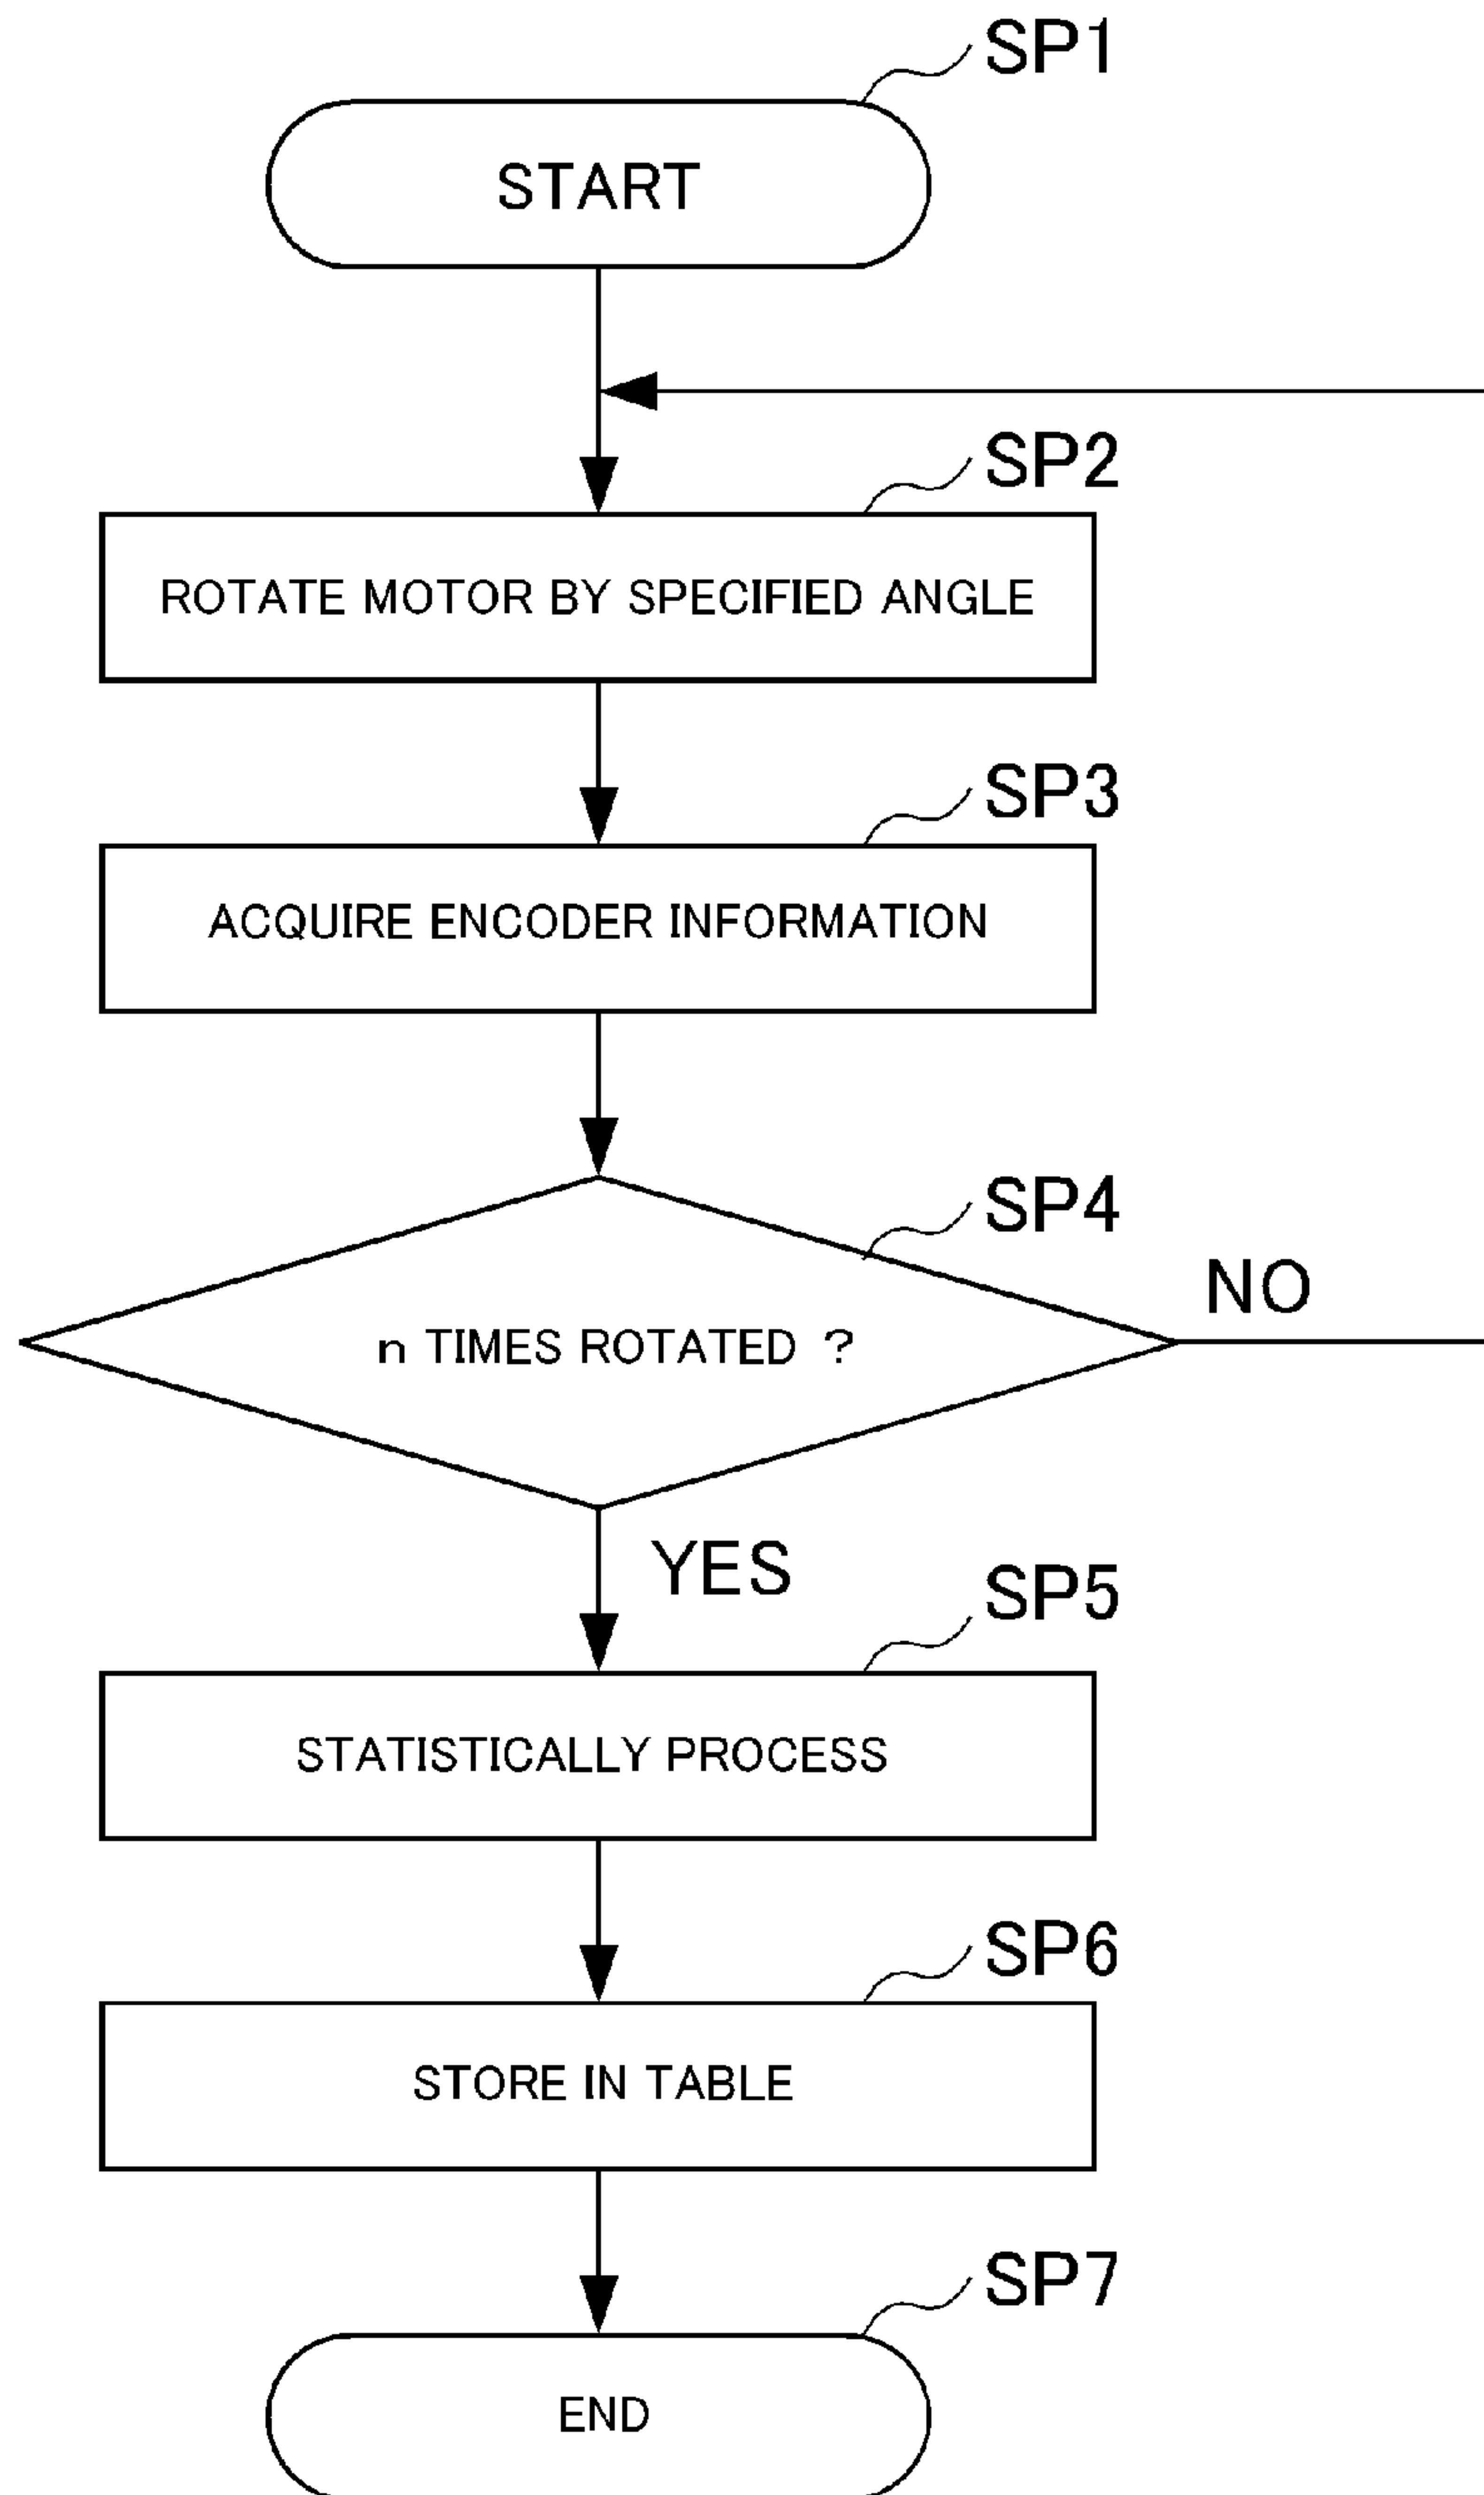 SP1
START
SP2
ROTATE MOTOR BY SPECIFIED ANGLE
SP3
ACQUIRE ENCODER INFORMATION
SP4
NO
n TIMES ROTATED ?
YES
SP5
STATISTICALLY PROCESS
SP6
STORE IN TABLE
SP7
END